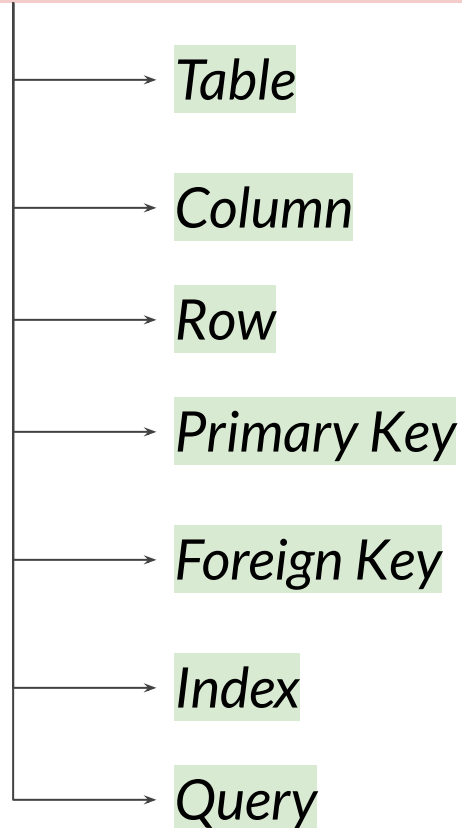 Table
Column
Row
Primary Key
Foreign Key
Index
Query